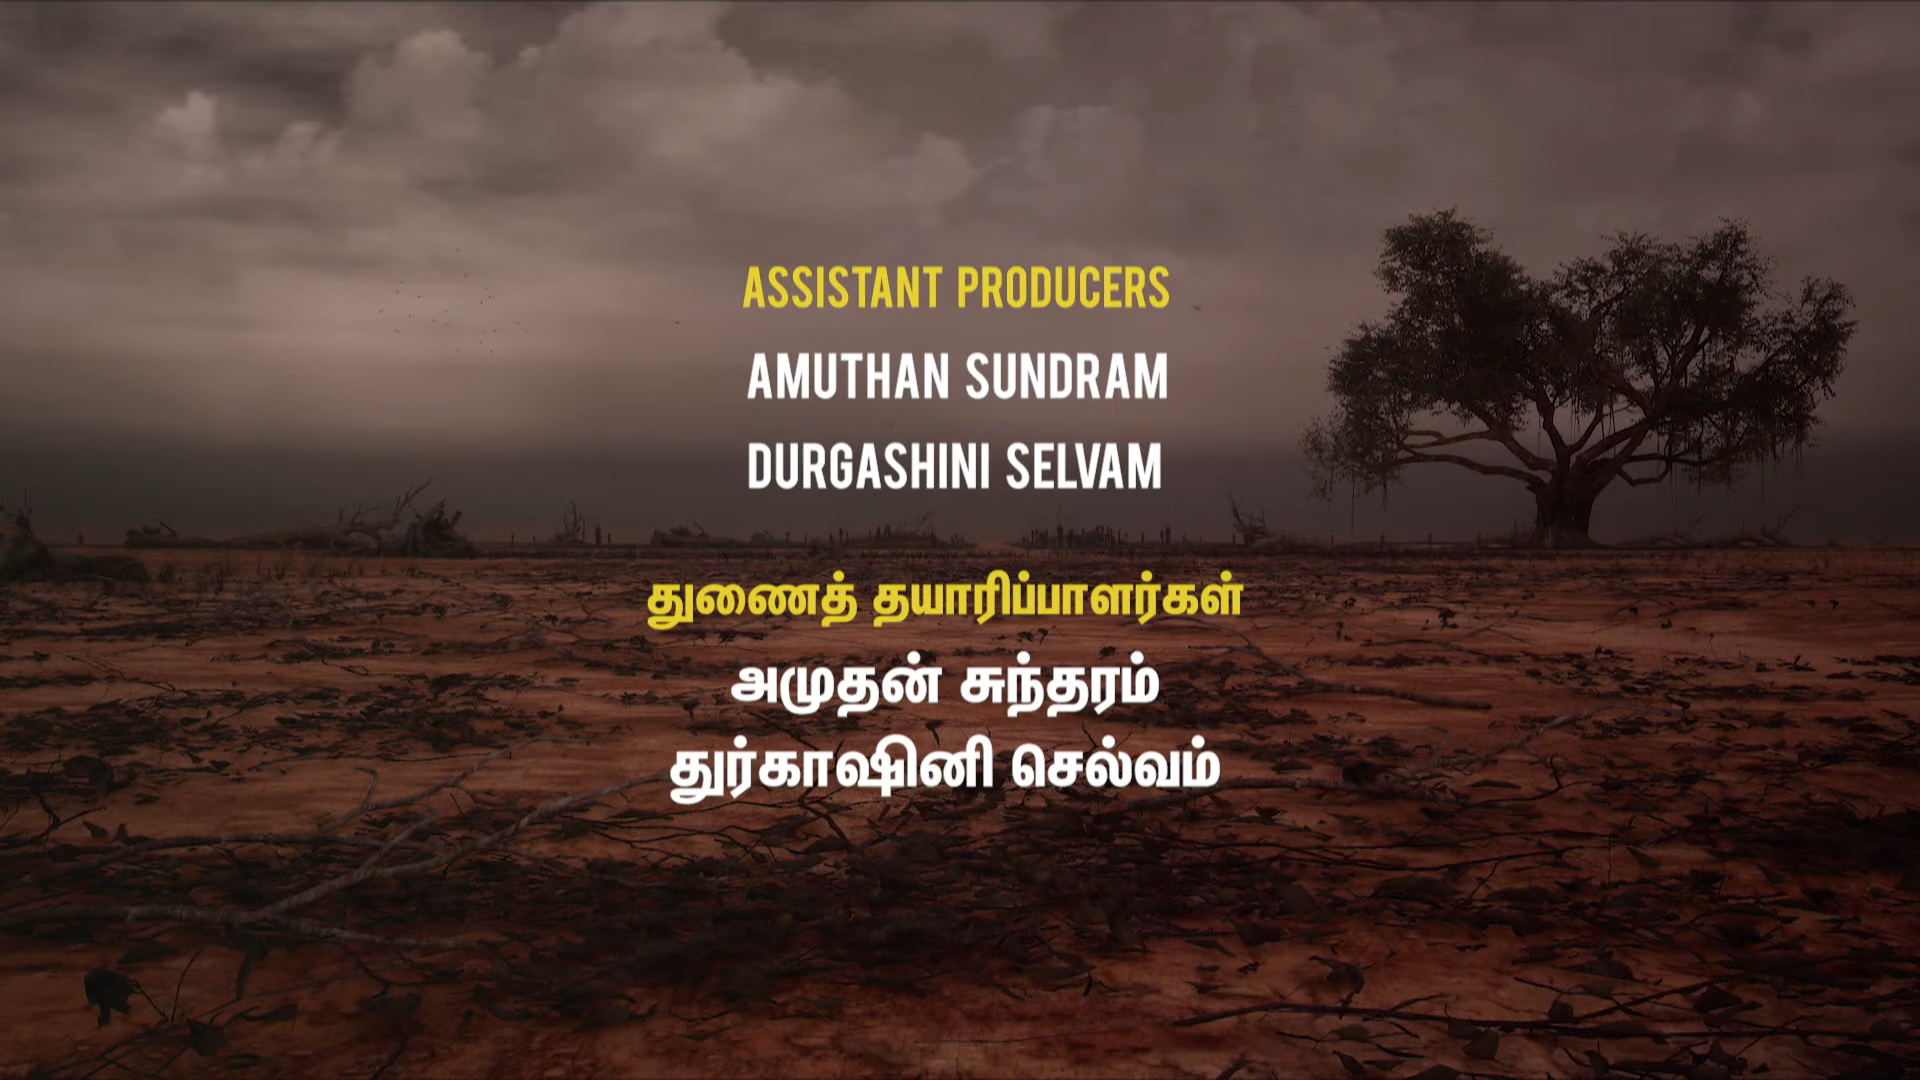 ASSISTANT PRODUCERS
AMUTHAN SUNDRAM
DURGASHINI SELVAM
துணைத் தயாரிப்பாளர்கள்
அமுதன் சுந்தரம்
துர்காஷினி செல்வம்